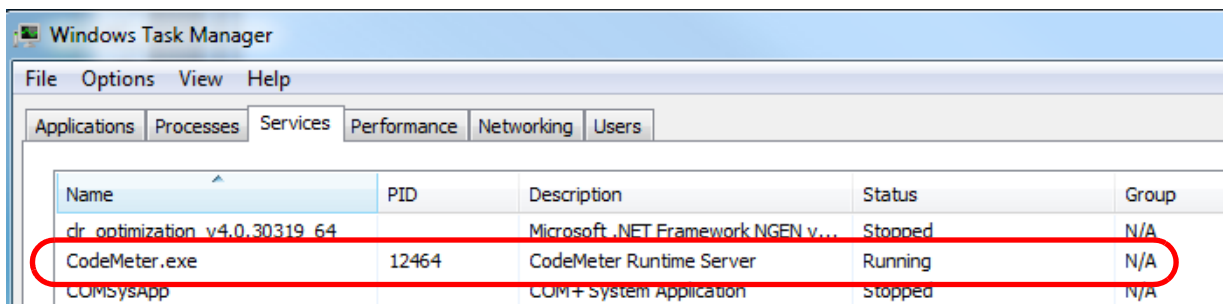 Windows Task Manager
File Options View Help
Applications Processes Services Performance Networking Users
Name PID Description Status Group
clr_optimization_v4.0.30319_64 Microsoft .NET Framework NGEN v... Stopped N/A
CodeMeter.exe 12464 CodeMeter Runtime Server Running N/A
COMSysApp COM+ System Application Stopped N/A